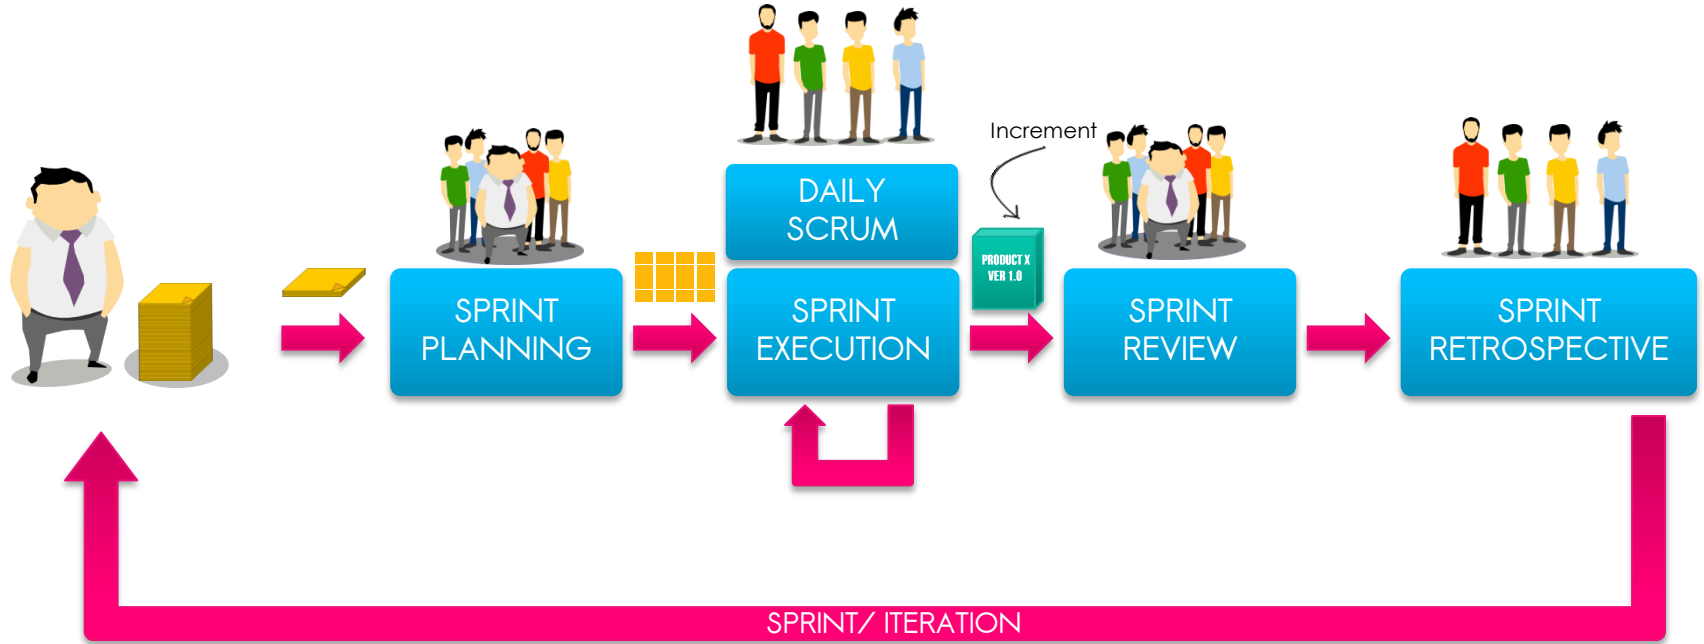 Increment
DAILY
SCRUM
PRODUCT X
VER 1.0
SPRINT
PLANNING
SPRINT
EXECUTION
SPRINT
REVIEW
SPRINT
RETROSPECTIVE
SPRINT/ ITERATION